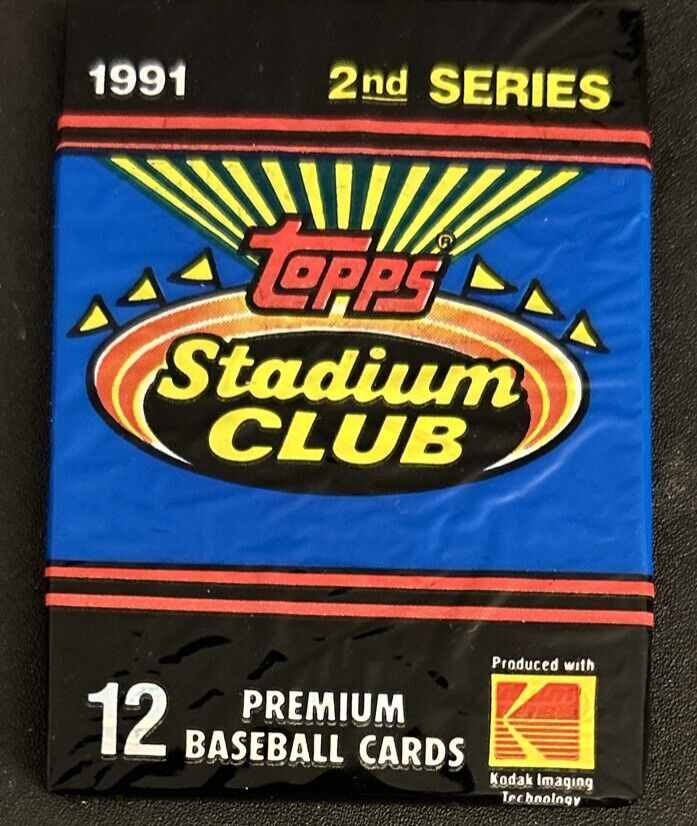 1991 2nd SERIES
Topps®
Stadium
CLUB
12 PREMIUM
BASEBALL CARDS
Produced with
Kodak Imaging
Technology